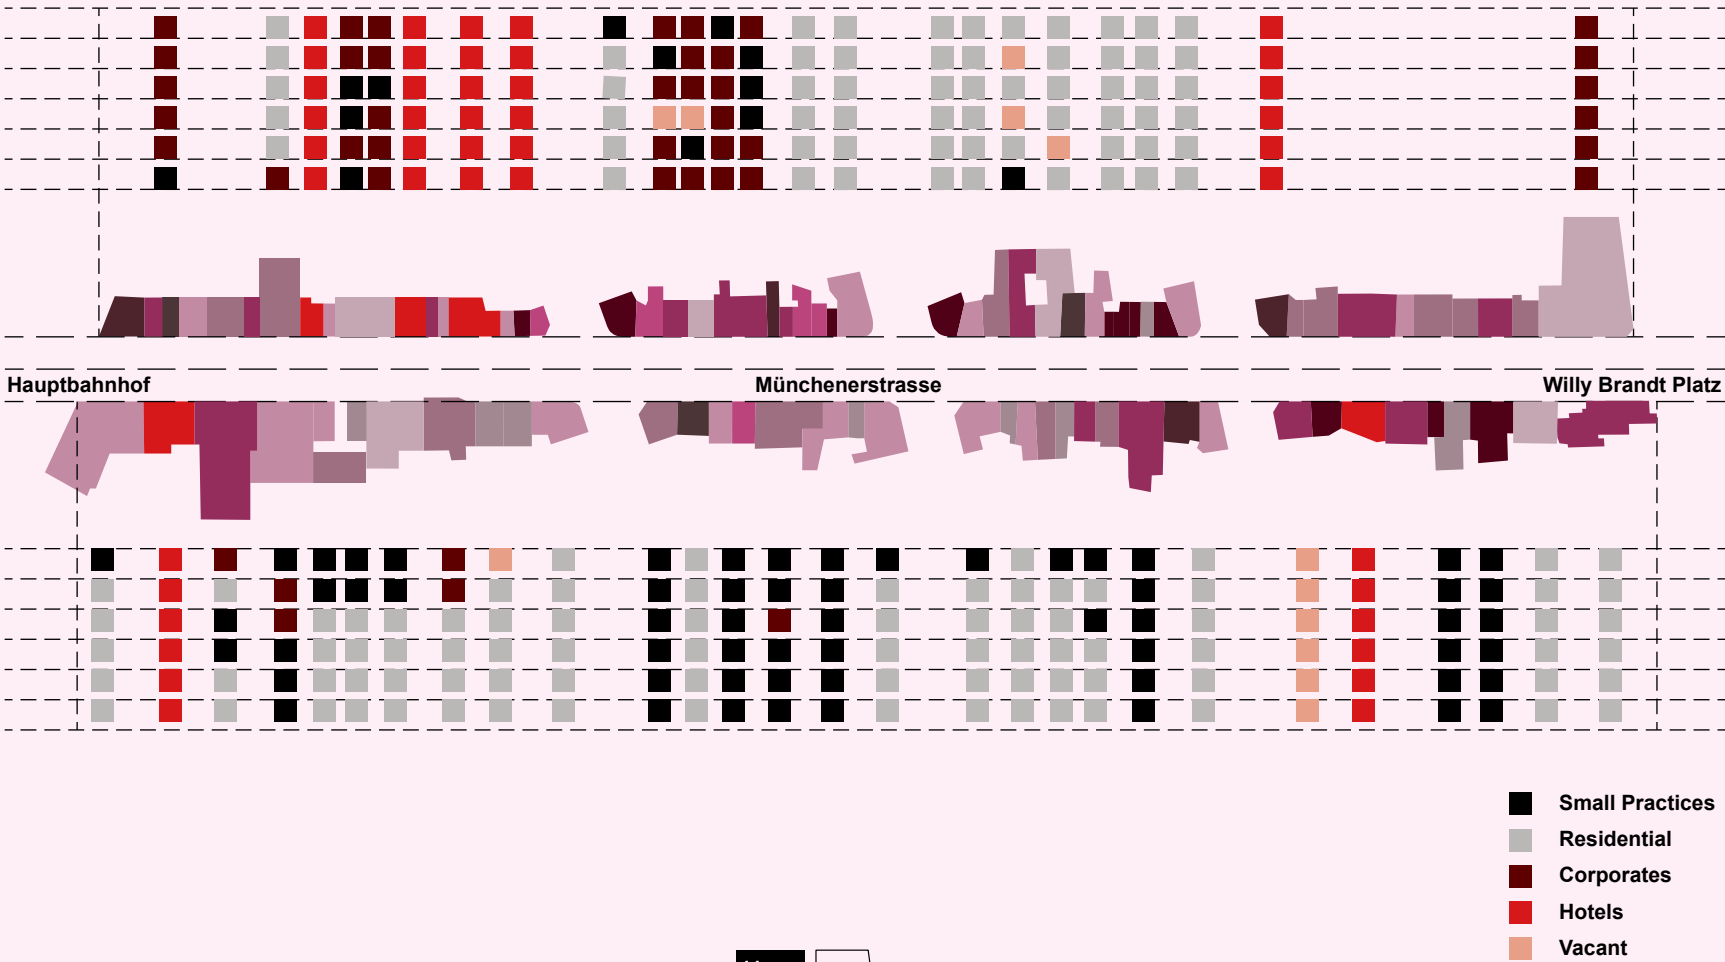 Hauptbahnhof
Münchenerstrasse
Willy Brandt Platz
Small Practices
Residential
Corporates
Hotels
Vacant